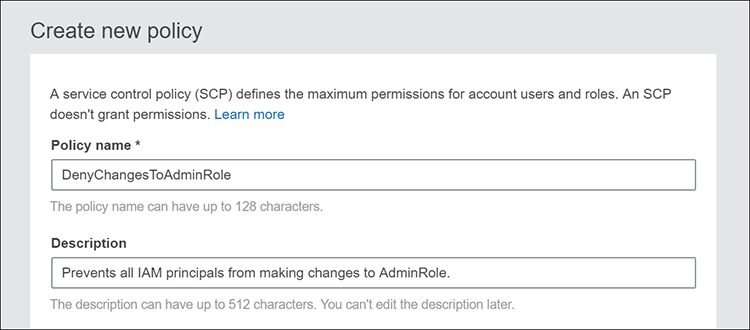 Create new policy
A service control policy (SCP) defines the maximum permissions for account users and roles. An SCP
doesn't grant permissions. Learn more
Policy name *
DenyChangesToAdminRole
The policy name can have up to 128 characters.
Description
Prevents all IAM principals from making changes to AdminRole.
The description can have up to 512 characters. You can't edit the description later.